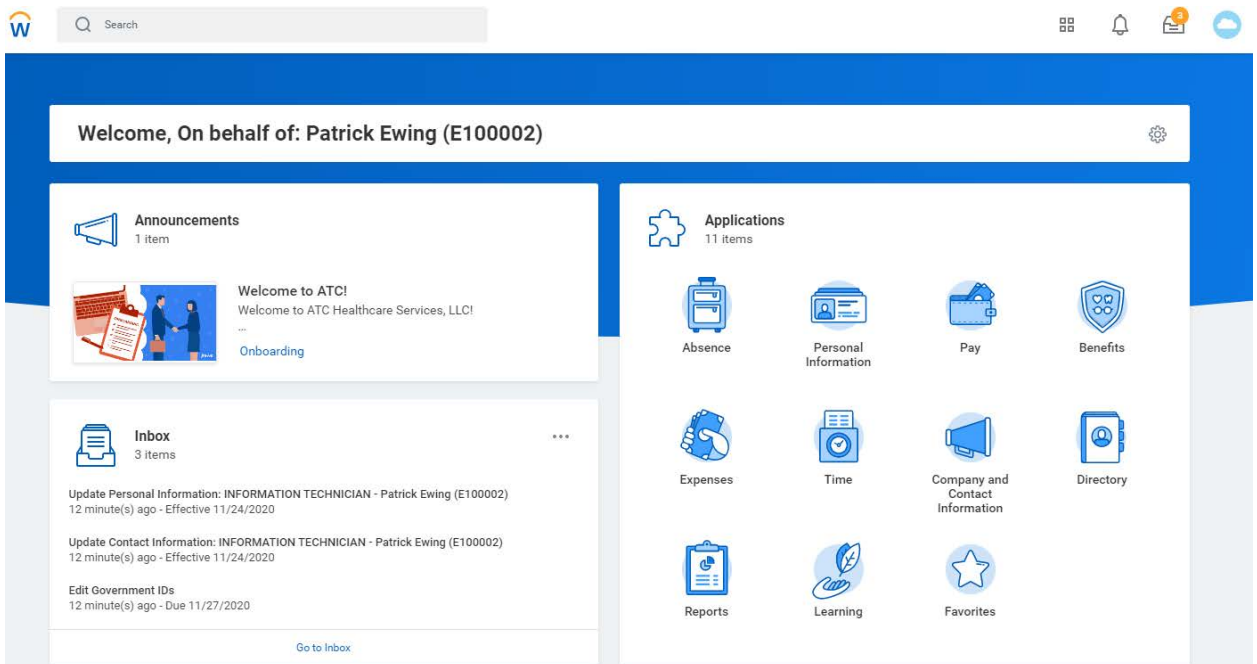 W
Search
3
Welcome, On behalf of: Patrick Ewing (E100002)
Announcements
1 item
Welcome to ATC!
Welcome to ATC Healthcare Services, LLC!
...
Onboarding
Inbox
3 items
Update Personal Information: INFORMATION TECHNICIAN - Patrick Ewing (E100002)
12 minute(s) ago - Effective 11/24/2020
Update Contact Information: INFORMATION TECHNICIAN - Patrick Ewing (E100002)
12 minute(s) ago - Effective 11/24/2020
Edit Government IDs
12 minute(s) ago - Due 11/27/2020
Go to Inbox
Applications
11 items
Absence
Personal
Information
Pay
Benefits
Expenses
Time
Company and
Contact
Information
Directory
Reports
Learning
Favorites